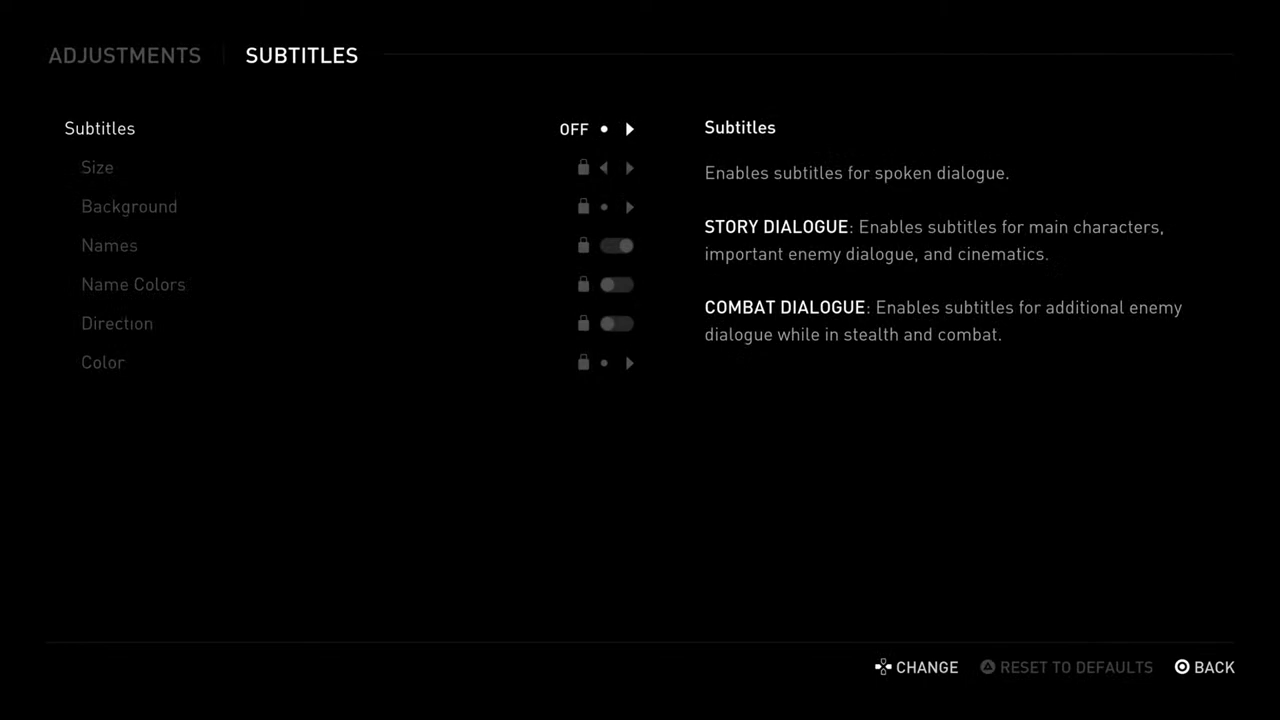 ADJUSTMENTS SUBTITLES
Subtitles OFF
Size
Background
Names
Name Colors
Direction
Color
Subtitles
Enables subtitles for spoken dialogue.
STORY DIALOGUE: Enables subtitles for main characters,
important enemy dialogue, and cinematics.
COMBAT DIALOGUE: Enables subtitles for additional enemy
dialogue while in stealth and combat.
CHANGE RESET TO DEFAULTS BACK